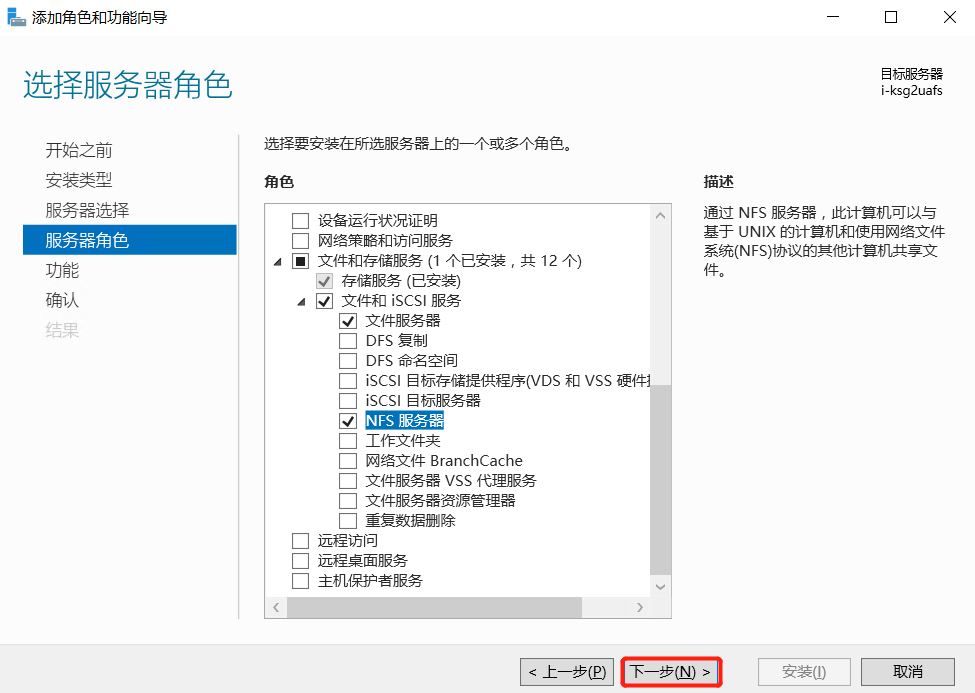 添加角色和功能向导
选择服务器角色
目标服务器
i-ksg2uafs
开始之前
安装类型
服务器选择
服务器角色
功能
确认
结果
选择要安装在所选服务器上的一个或多个角色。
角色
设备运行状况证明
网络策略和访问服务
文件和存储服务 (1 个已安装，共 12 个)
存储服务 (已安装)
文件和 iSCSI 服务
文件服务器
DFS 复制
DFS 命名空间
iSCSI 目标存储提供程序(VDS 和 VSS 硬件
iSCSI 目标服务器
NFS 服务器
工作文件夹
网络文件 BranchCache
文件服务器 VSS 代理服务
文件服务器资源管理器
重复数据删除
远程访问
远程桌面服务
主机保护者服务
描述
通过 NFS 服务器，此计算机可以与
基于 UNIX 的计算机和使用网络文件
系统(NFS)协议的其他计算机共享文
件。
< 上一步(P)
下一步(N) >
安装(I)
取消